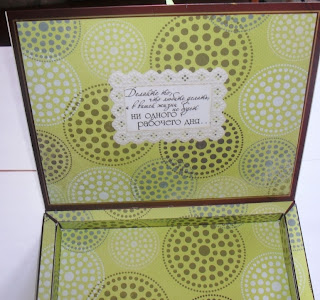 Делайте то,
что любите делать,
и в вашей жизни
не будет
ни одного
рабочего дня...